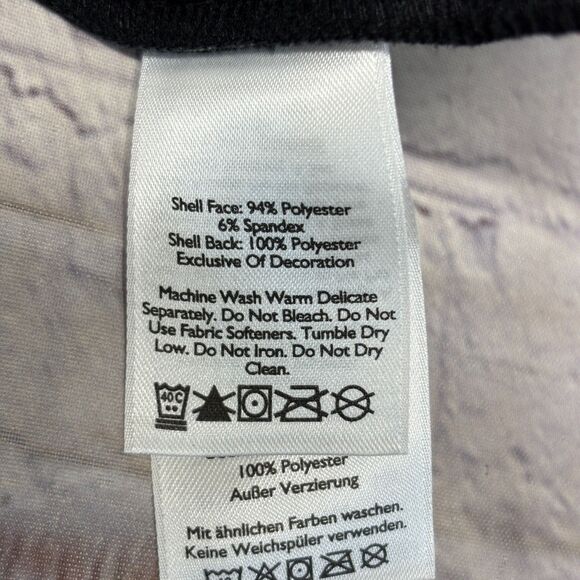 Shell Face: 94% Polyester
6% Spandex
Shell Back: 100% Polyester
Exclusive Of Decoration
Machine Wash Warm Delicate
Separately. Do Not Bleach. Do Not
Use Fabric Softeners. Tumble Dry
Low. Do Not Iron. Do Not Dry
Clean.
40C
100% Polyester
Außer Verzierung
Mit ähnlichen Farben waschen.
Keine Weichspüler verwenden.